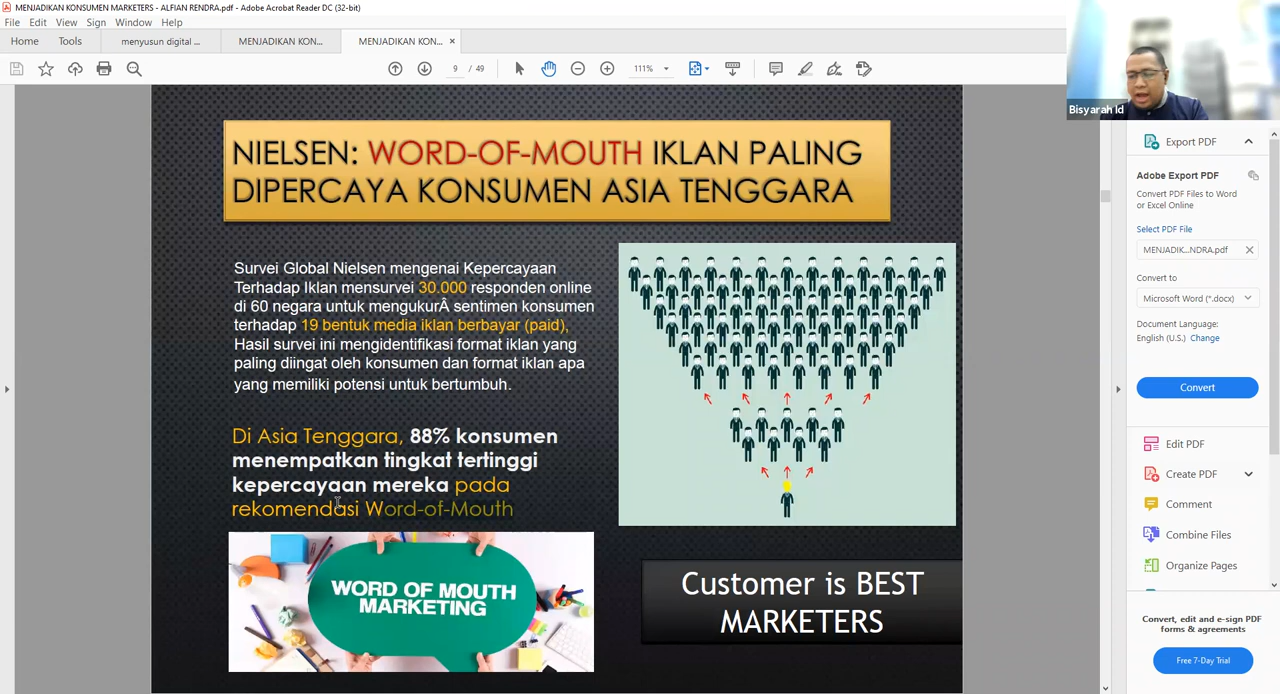 MENJADIKAN KONSUMEN MARKETERS - ALFIAN RENDRA.pdf - Adobe Acrobat Reader DC (32-bit)
File Edit View Sign Window Help
Home Tools menyusun digital ... MENJADIKAN KON... MENJADIKAN KON... ×
9 / 49 111%
Bisyarah Id
NIELSEN: WORD-OF-MOUTH IKLAN PALING
DIPERCAYA KONSUMEN ASIA TENGGARA
Survei Global Nielsen mengenai Kepercayaan
Terhadap Iklan mensurvei 30.000 responden online
di 60 negara untuk mengukurÂ sentimen konsumen
terhadap 19 bentuk media iklan berbayar (paid),
Hasil survei ini mengidentifikasi format iklan yang
paling diingat oleh konsumen dan format iklan apa
yang memiliki potensi untuk bertumbuh.
Di Asia Tenggara, 88% konsumen
menempatkan tingkat tertinggi
kepercayaan mereka pada
rekomendasi Word-of-Mouth
WORD OF MOUTH
MARKETING
Customer is BEST
MARKETERS
Export PDF
Adobe Export PDF
Convert PDF Files to Word
or Excel Online
Select PDF File
MENJADIK...NDRA.pdf
Convert to
Microsoft Word (*.docx)
Document Language:
English (U.S.) Change
Convert
Edit PDF
Create PDF
Comment
Combine Files
Organize Pages
Convert, edit and e-sign PDF
forms & agreements
Free 7-Day Trial